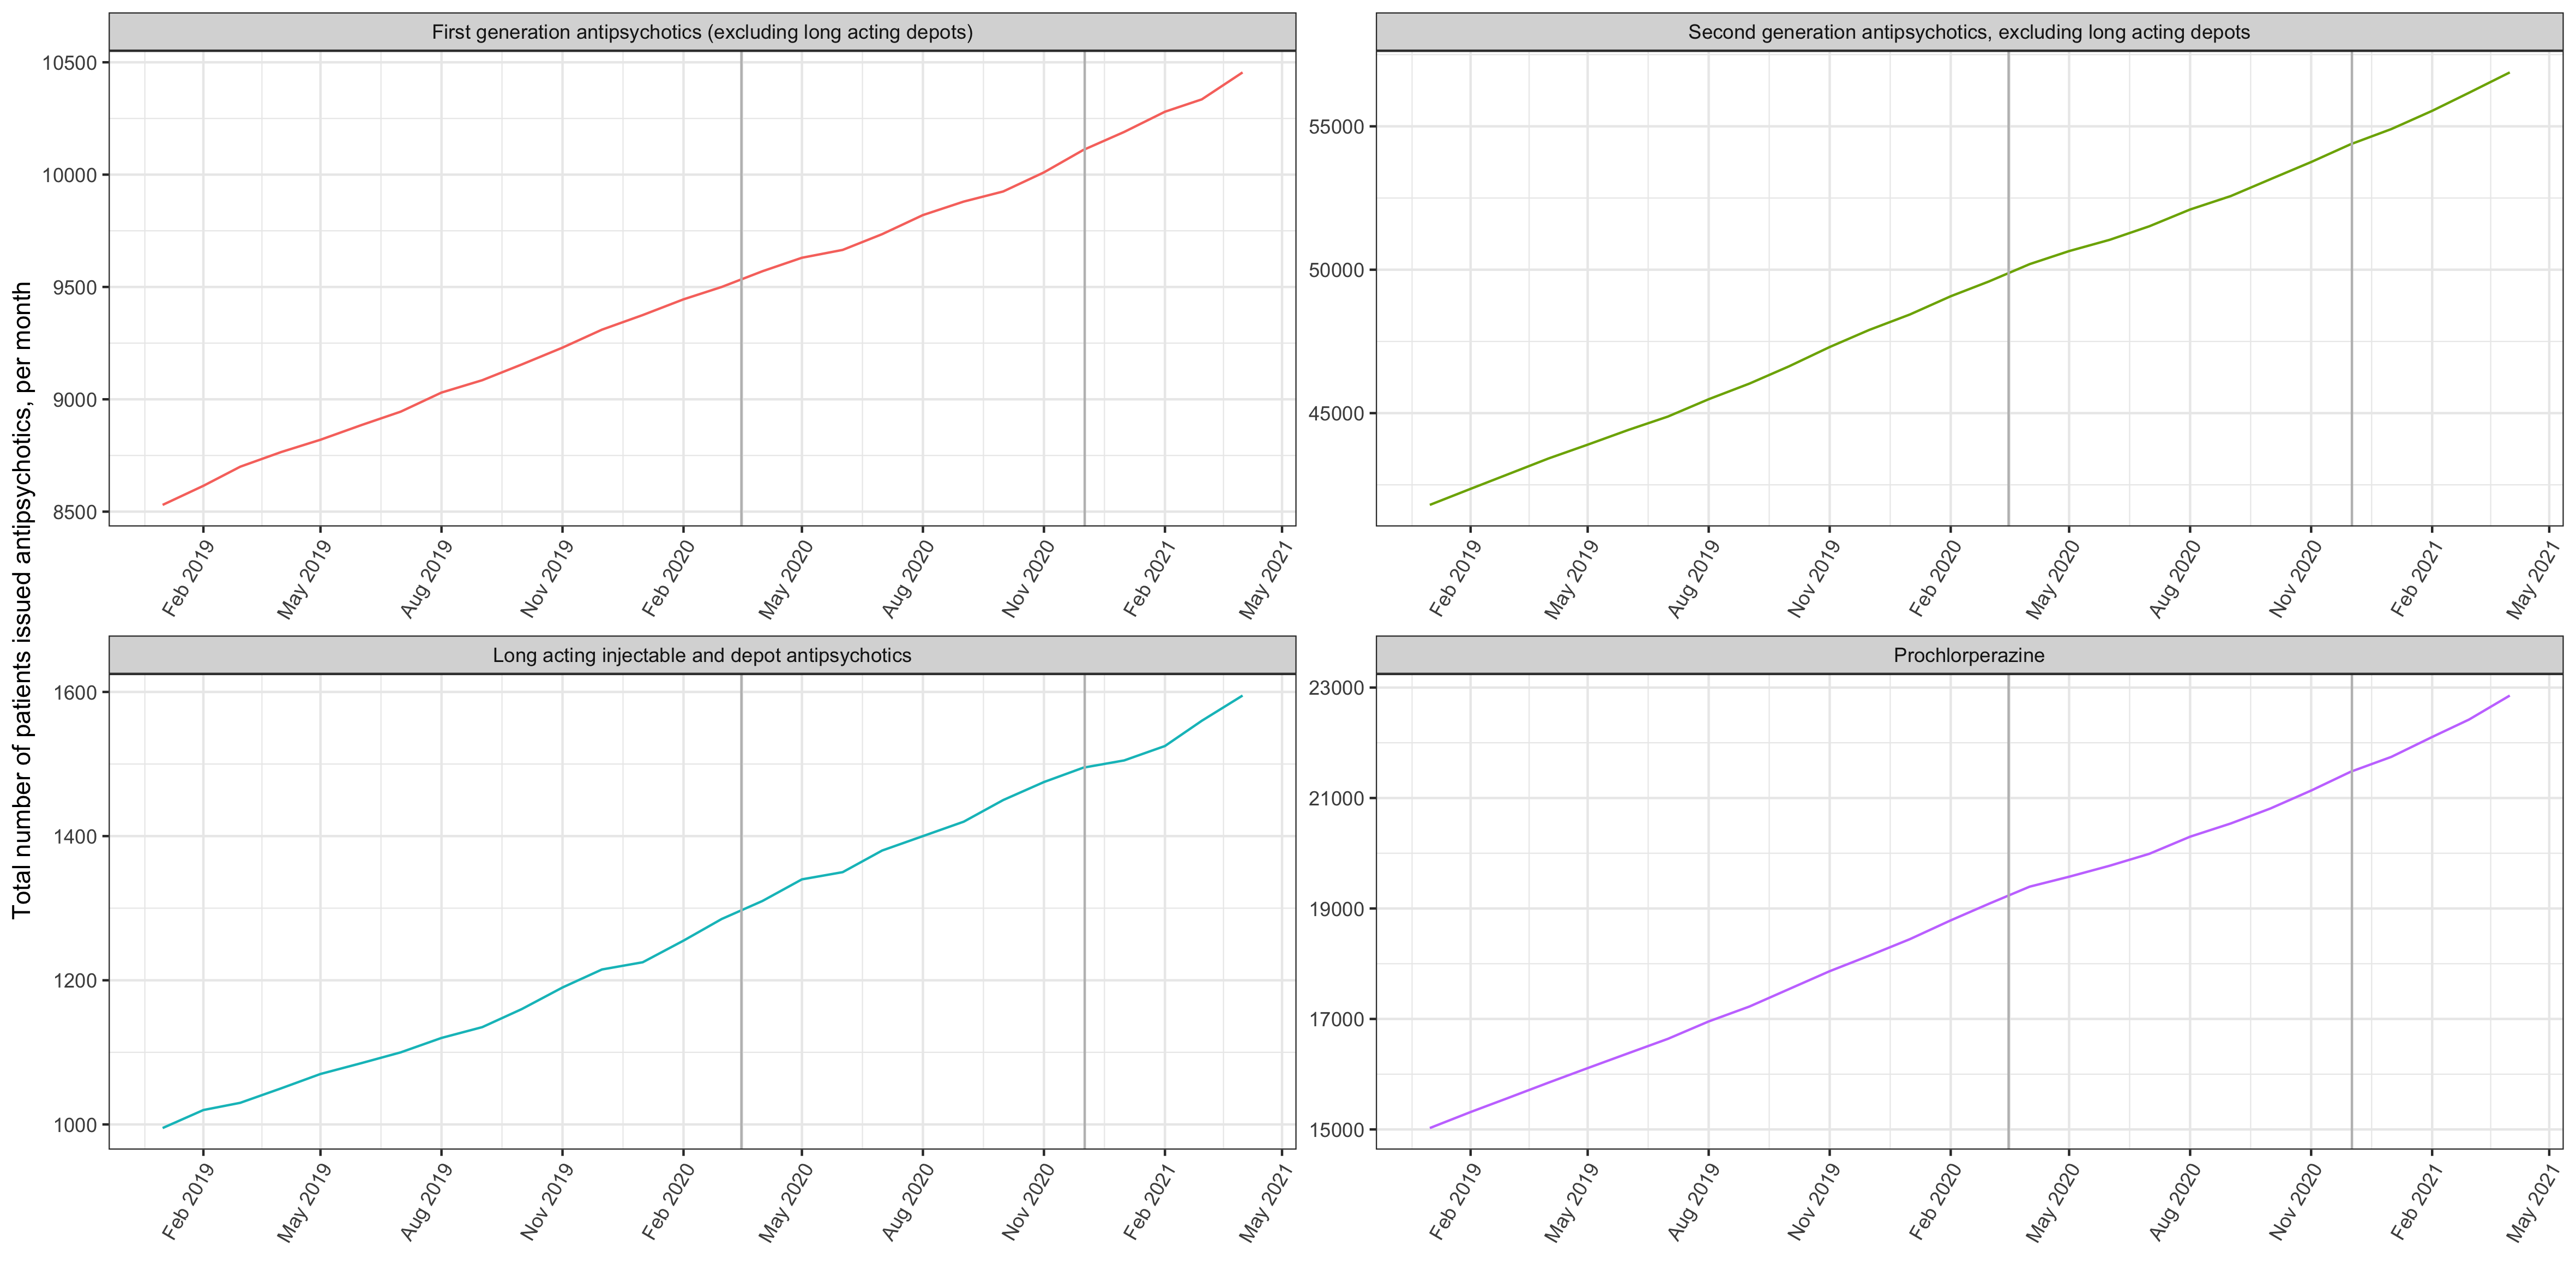 Total number of patients issued antipsychotics, per month
First generation antipsychotics (excluding long acting depots)
10500
10000
9500
9000
8500
Feb 2019
May 2019
Aug 2019
Nov 2019
Feb 2020
May 2020
Aug 2020
Nov 2020
Feb 2021
May 2021
Second generation antipsychotics, excluding long acting depots
55000
50000
45000
Feb 2019
May 2019
Aug 2019
Nov 2019
Feb 2020
May 2020
Aug 2020
Nov 2020
Feb 2021
May 2021
Long acting injectable and depot antipsychotics
1600
1400
1200
1000
Feb 2019
May 2019
Aug 2019
Nov 2019
Feb 2020
May 2020
Aug 2020
Nov 2020
Feb 2021
May 2021
Prochlorperazine
23000
21000
19000
17000
15000
Feb 2019
May 2019
Aug 2019
Nov 2019
Feb 2020
May 2020
Aug 2020
Nov 2020
Feb 2021
May 2021